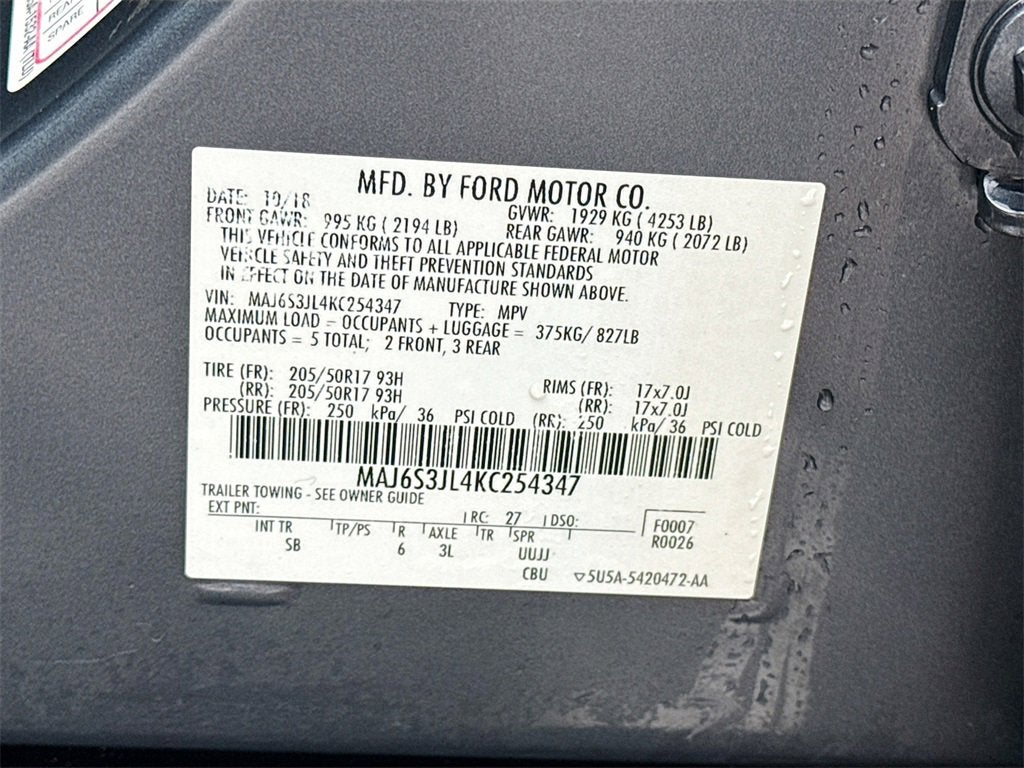 REAR
SPARE
MFD. BY FORD MOTOR CO.
DATE: 10/18
GVWR: 1929 KG ( 4253 LB)
FRONT GAWR: 995 KG ( 2194 LB)
REAR GAWR: 940 KG ( 2072 LB)
THIS VEHICLE CONFORMS TO ALL APPLICABLE FEDERAL MOTOR
VEHICLE SAFETY AND THEFT PREVENTION STANDARDS
IN EFFECT ON THE DATE OF MANUFACTURE SHOWN ABOVE.
VIN: MAJ6S3JL4KC254347 TYPE: MPV
MAXIMUM LOAD = OCCUPANTS + LUGGAGE = 375KG/ 827LB
OCCUPANTS = 5 TOTAL; 2 FRONT, 3 REAR
TIRE (FR): 205/50R17 93H RIMS (FR): 17x7.0J
(RR): 205/50R17 93H (RR): 17x7.0J
PRESSURE (FR): 250 kPa/ 36 PSI COLD (RR): 250 kPa/ 36 PSI COLD
MAJ6S3JL4KC254347
TRAILER TOWING - SEE OWNER GUIDE
EXT PNT: RC: 27 DSO: F0007
INT TR TP/PS R AXLE TR SPR R0026
SB 6 3L UUJJ
CBU 5U5A-5420472-AA